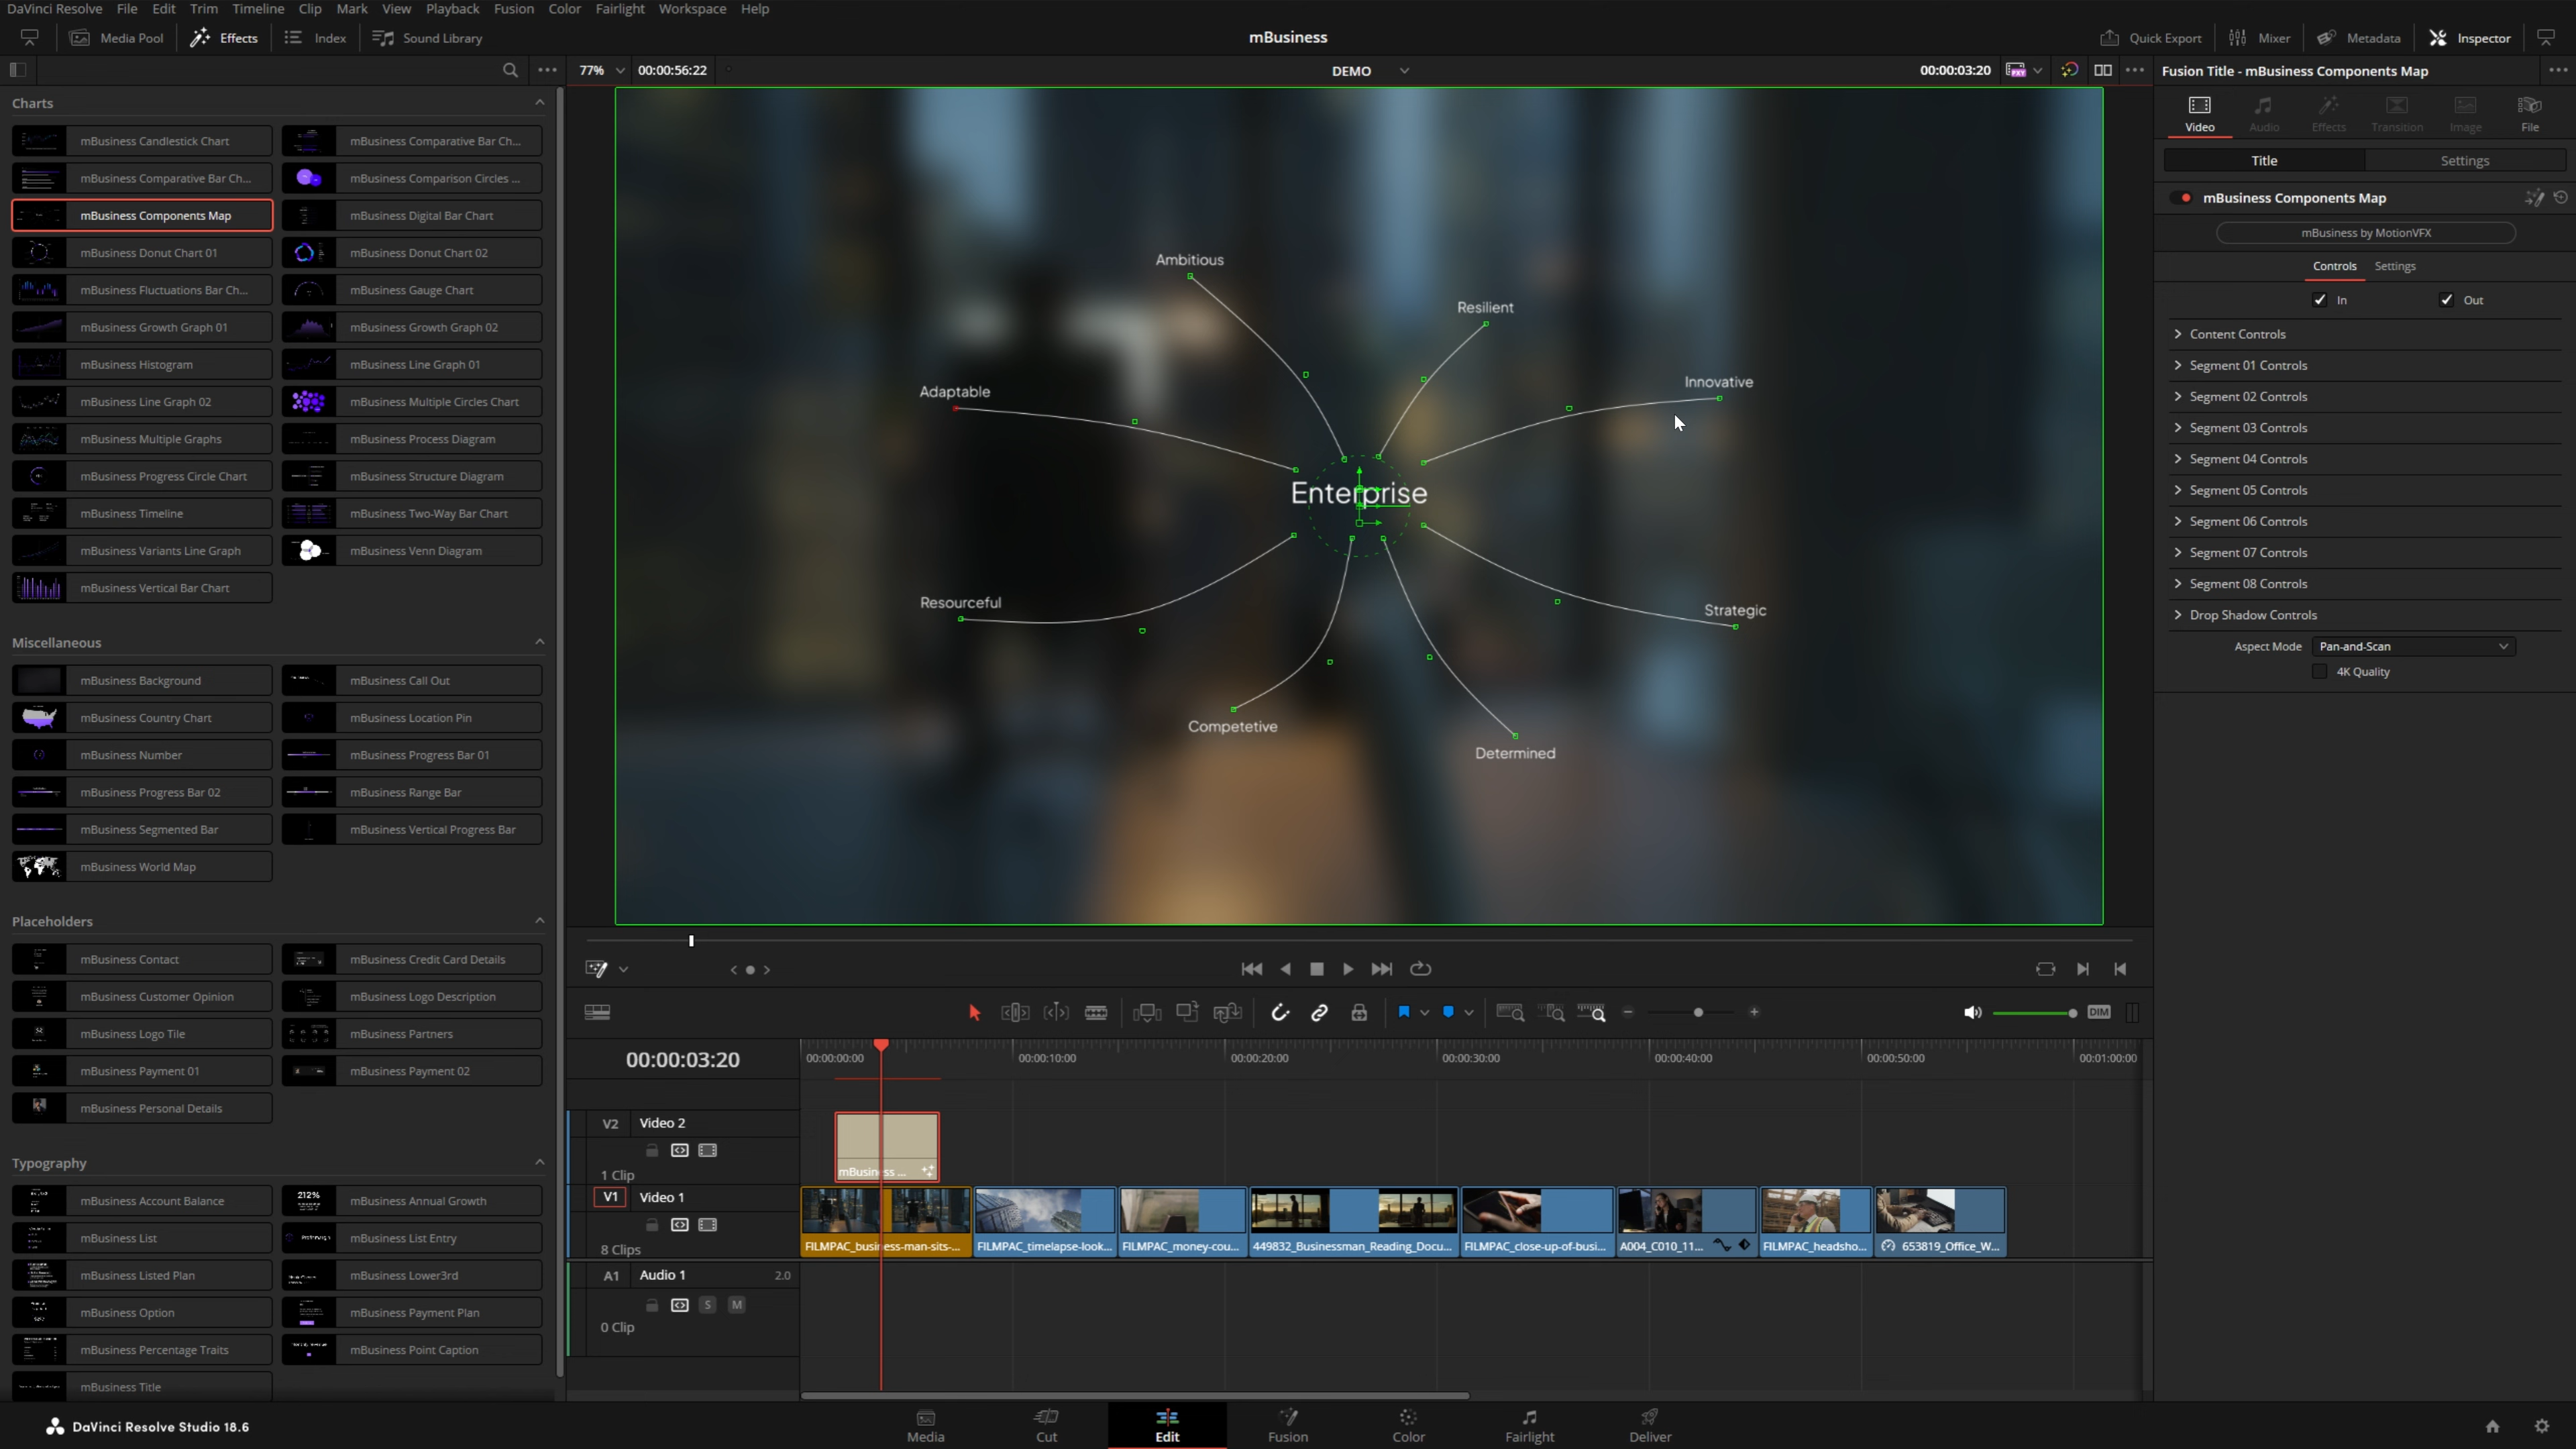 DaVinci Resolve File Edit Trim Timeline Clip Mark View Playback Fusion Color Fairlight Workspace Help
Media Pool Effects Index Sound Library mBusiness Quick Export Mixer Metadata Inspector
77% 00:00:56:22 DEMO 00:00:03:20 Fusion Title - mBusiness Components Map
Charts
mBusiness Candlestick Chart mBusiness Comparative Bar Ch...
mBusiness Comparative Bar Ch... mBusiness Comparison Circles ...
mBusiness Components Map mBusiness Digital Bar Chart
mBusiness Donut Chart 01 mBusiness Donut Chart 02
mBusiness Fluctuations Bar Ch... mBusiness Gauge Chart
mBusiness Growth Graph 01 mBusiness Growth Graph 02
mBusiness Histogram mBusiness Line Graph 01
mBusiness Line Graph 02 mBusiness Multiple Circles Chart
mBusiness Multiple Graphs mBusiness Process Diagram
mBusiness Progress Circle Chart mBusiness Structure Diagram
mBusiness Timeline mBusiness Two-Way Bar Chart
mBusiness Variants Line Graph mBusiness Venn Diagram
mBusiness Vertical Bar Chart
Miscellaneous
mBusiness Background mBusiness Call Out
mBusiness Country Chart mBusiness Location Pin
mBusiness Number mBusiness Progress Bar 01
mBusiness Progress Bar 02 mBusiness Range Bar
mBusiness Segmented Bar mBusiness Vertical Progress Bar
mBusiness World Map
Placeholders
mBusiness Contact mBusiness Credit Card Details
mBusiness Customer Opinion mBusiness Logo Description
mBusiness Logo Tile mBusiness Partners
mBusiness Payment 01 mBusiness Payment 02
mBusiness Personal Details
Typography
mBusiness Account Balance 212% mBusiness Annual Growth
mBusiness List mBusiness List Entry
mBusiness Listed Plan mBusiness Lower3rd
mBusiness Option mBusiness Payment Plan
mBusiness Percentage Traits mBusiness Point Caption
mBusiness Title
Ambitious
Resilient
Innovative
Adaptable
Enterprise
Resourceful
Strategic
Competetive
Determined
Video Audio Effects Transition Image File
Title Settings
mBusiness Components Map
mBusiness by MotionVFX
Controls Settings
In Out
Content Controls
Segment 01 Controls
Segment 02 Controls
Segment 03 Controls
Segment 04 Controls
Segment 05 Controls
Segment 06 Controls
Segment 07 Controls
Segment 08 Controls
Drop Shadow Controls
Aspect Mode Pan-and-Scan
4K Quality
DIM
00:00:03:20 00:00:00:00 00:00:10:00 00:00:20:00 00:00:30:00 00:00:40:00 00:00:50:00 00:01:00:00
V2 Video 2
1 Clip
mBusiness ...
V1 Video 1
8 Clips
FILMPAC_business-man-sits-... FILMPAC_timelapse-look... FILMPAC_money-cou... 449832_Businessman_Reading_Docu... FILMPAC_close-up-of-busi... A004_C010_11... FILMPAC_headsho... 653819_Office_W...
A1 Audio 1 2.0
S M
0 Clip
DaVinci Resolve Studio 18.6 Media Cut Edit Fusion Color Fairlight Deliver